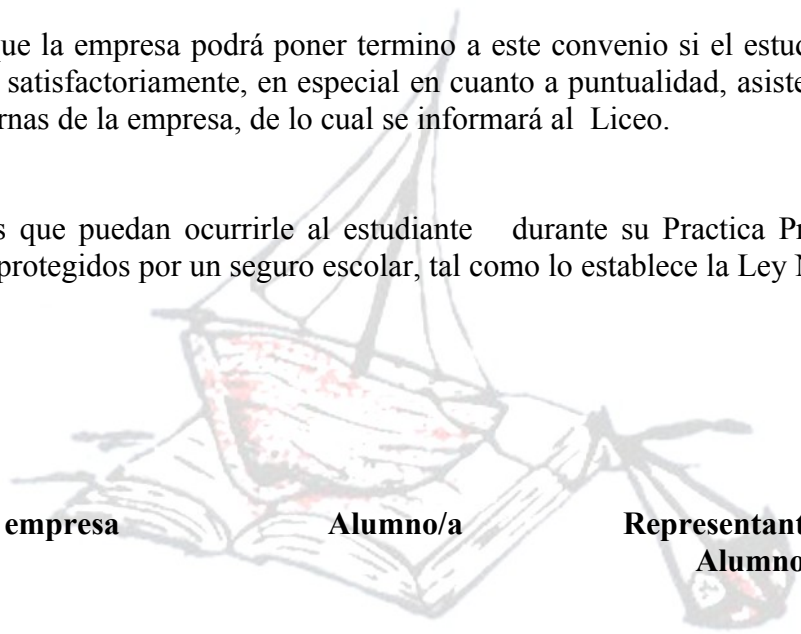 que la empresa podrá poner termino a este convenio si el estud
satisfactoriamente, en especial en cuanto a puntualidad, asiste
rnas de la empresa, de lo cual se informará al Liceo.
s que puedan ocurrirle al estudiante durante su Practica Pr
protegidos por un seguro escolar, tal como lo establece la Ley N
empresa Alumno/a Representant
Alumno